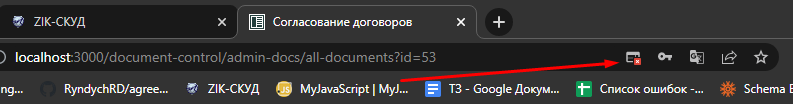 ZIK-СКУД
Согласование договоров
localhost:3000/document-control/admin-docs/all-documents?id=53
ng...
RyndychRD/agree...
ZIK-СКУД
MyJavaScript | MyJ...
ТЗ - Google Докум...
Список ошибок -...
Schema E